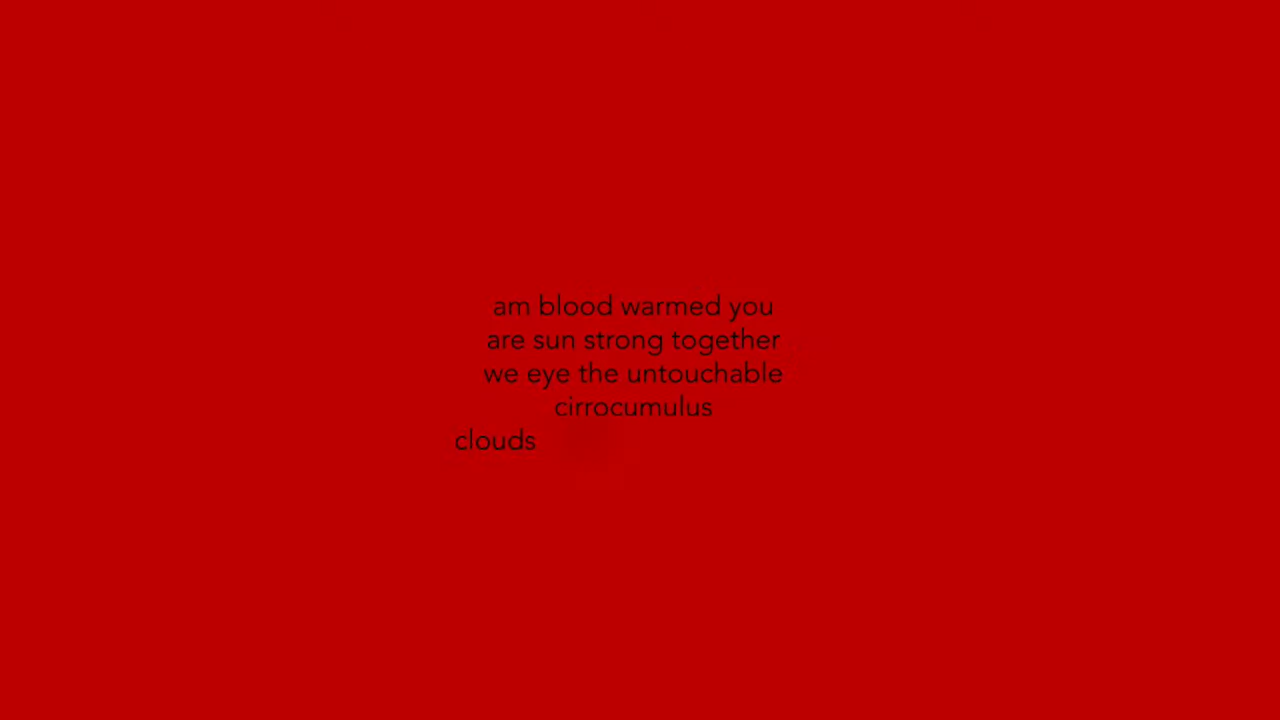 am blood warmed you
are sun strong together
we eye the untouchable
cirrocumulus
clouds